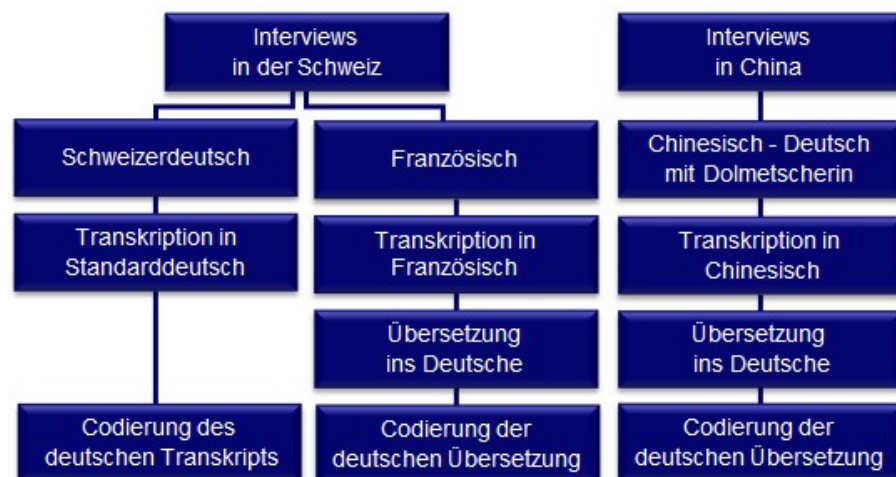 Interviews
in der Schweiz
Interviews
in China
Schweizerdeutsch
Französisch
Chinesisch - Deutsch
mit Dolmetscherin
Transkription in
Standarddeutsch
Transkription in
Französisch
Transkription in
Chinesisch
Übersetzung
ins Deutsche
Übersetzung
ins Deutsche
Codierung des
deutschen Transkripts
Codierung der
deutschen Übersetzung
Codierung der
deutschen Übersetzung